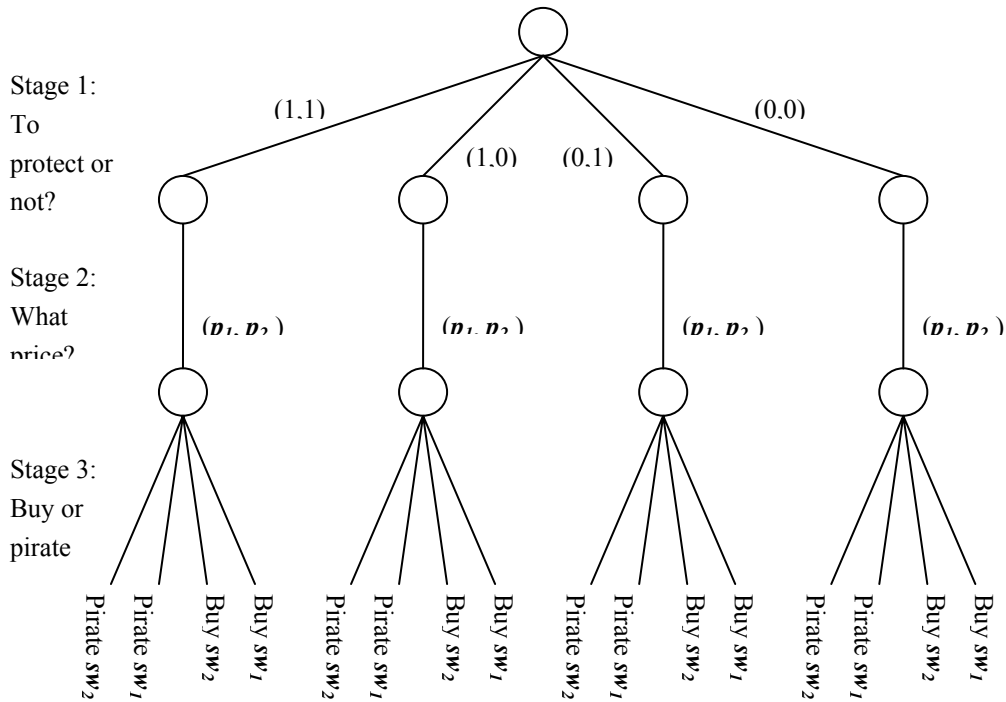 Stage 1:
To
protect or
not?
(1,1)
(1,0)
(0,1)
(0,0)
Stage 2:
What
price?
(p1, p2 )
(p1, p2 )
(p1, p2 )
(p1, p2 )
Stage 3:
Buy or
pirate
Pirate sw2
Pirate sw1
Buy sw2
Buy sw1
Pirate sw2
Pirate sw1
Buy sw2
Buy sw1
Pirate sw2
Pirate sw1
Buy sw2
Buy sw1
Pirate sw2
Pirate sw1
Buy sw2
Buy sw1